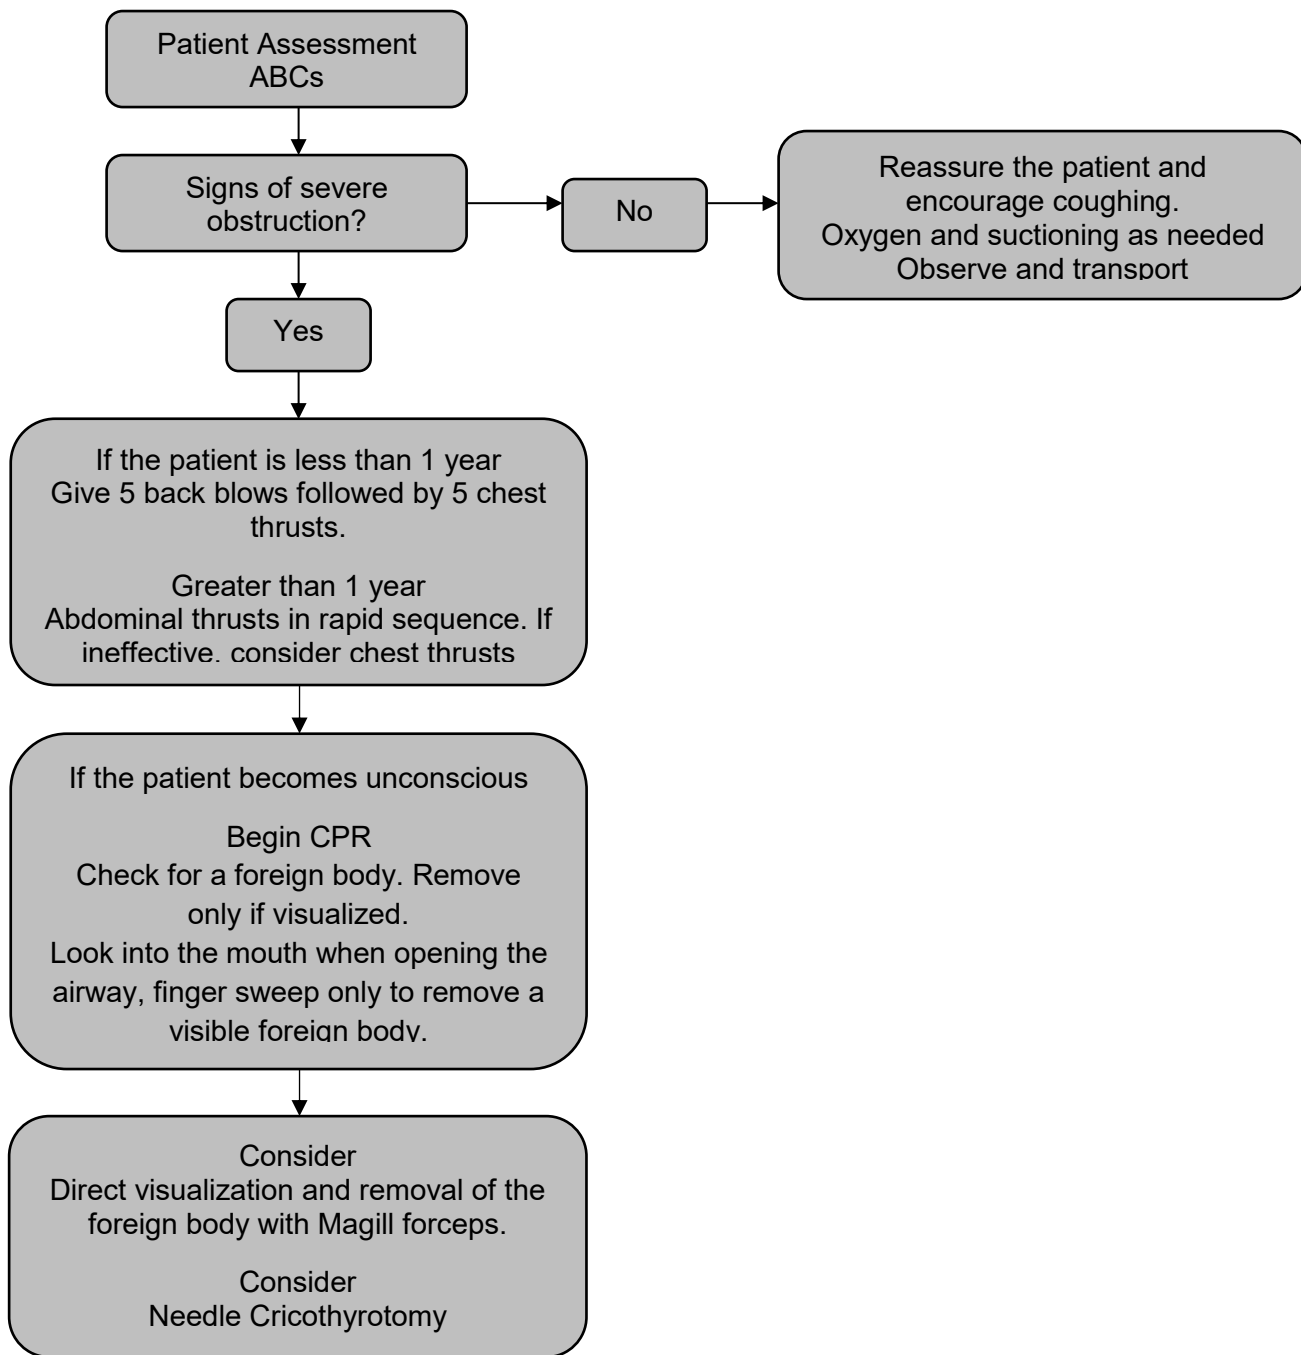 Patient Assessment
ABCs
Signs of severe
obstruction?
No
Reassure the patient and
encourage coughing.
Oxygen and suctioning as needed
Observe and transport
Yes
If the patient is less than 1 year
Give 5 back blows followed by 5 chest
thrusts.
Greater than 1 year
Abdominal thrusts in rapid sequence. If
ineffective, consider chest thrusts
If the patient becomes unconscious
Begin CPR
Check for a foreign body. Remove
only if visualized.
Look into the mouth when opening the
airway, finger sweep only to remove a
visible foreign body.
Consider
Direct visualization and removal of the
foreign body with Magill forceps.
Consider
Needle Cricothyrotomy